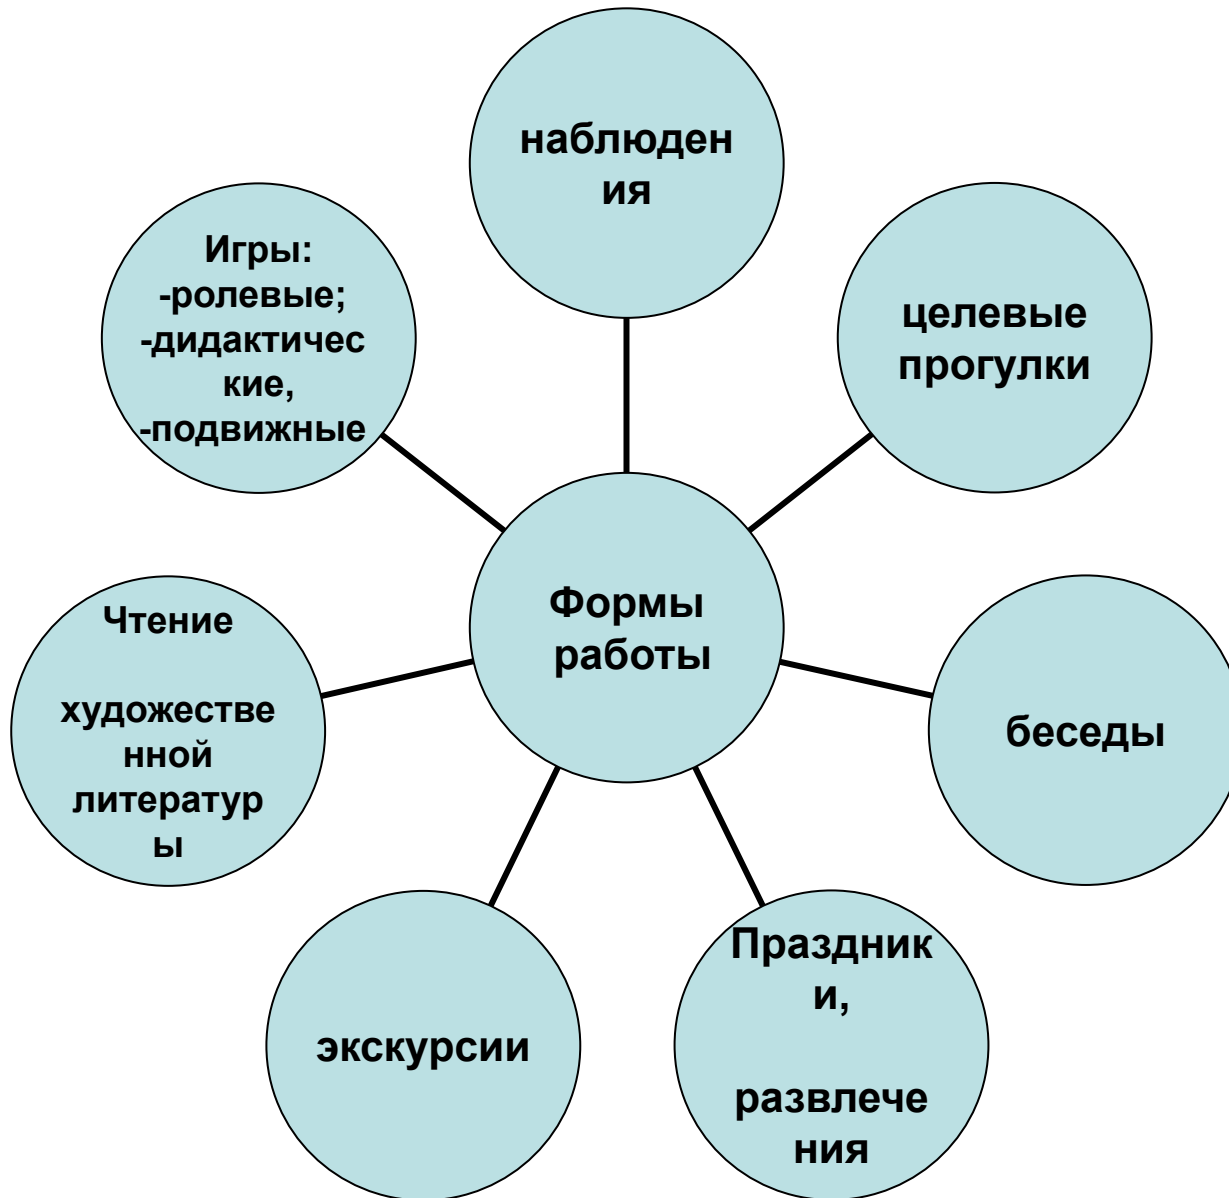 наблюден
ия
целевые
прогулки
Игры:
-ролевые;
-дидактичес
кие,
-подвижные
Формы
работы
Чтение
художестве
нной
литератур
ы
беседы
экскурсии
Праздник
и,
развлече
ния